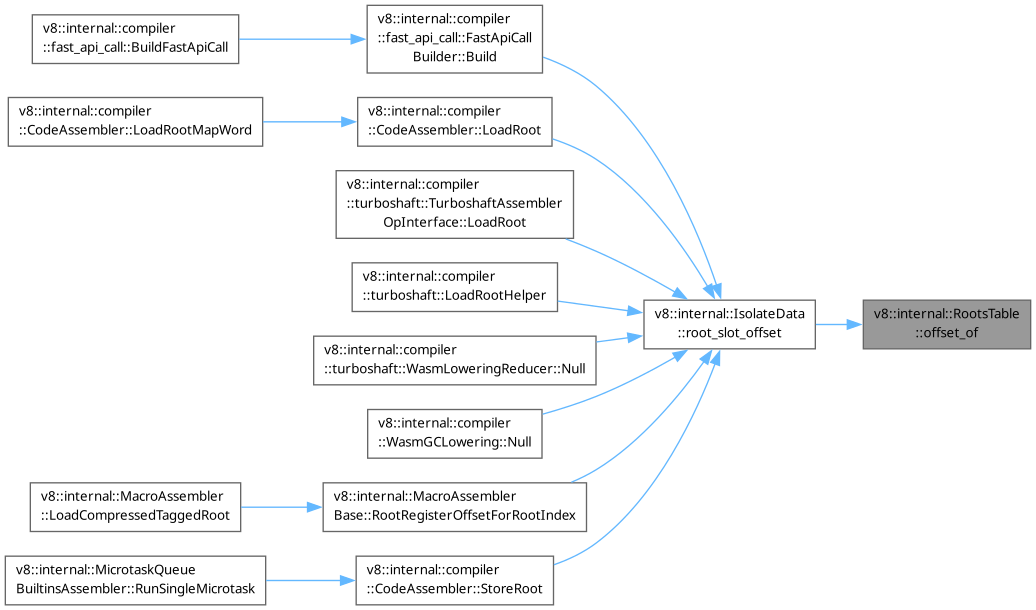 v8::internal::compiler
::fast_api_call::BuildFastApiCall
v8::internal::compiler
::fast_api_call::FastApiCall
Builder::Build
v8::internal::compiler
::CodeAssembler::LoadRootMapWord
v8::internal::compiler
::CodeAssembler::LoadRoot
v8::internal::compiler
::turboshaft::TurboshaftAssembler
OpInterface::LoadRoot
v8::internal::compiler
::turboshaft::LoadRootHelper
v8::internal::IsolateData
::root_slot_offset
v8::internal::RootsTable
::offset_of
v8::internal::compiler
::turboshaft::WasmLoweringReducer::Null
v8::internal::compiler
::WasmGCLowering::Null
v8::internal::MacroAssembler
::LoadCompressedTaggedRoot
v8::internal::MacroAssembler
Base::RootRegisterOffsetForRootIndex
v8::internal::MicrotaskQueue
BuiltinsAssembler::RunSingleMicrotask
v8::internal::compiler
::CodeAssembler::StoreRoot